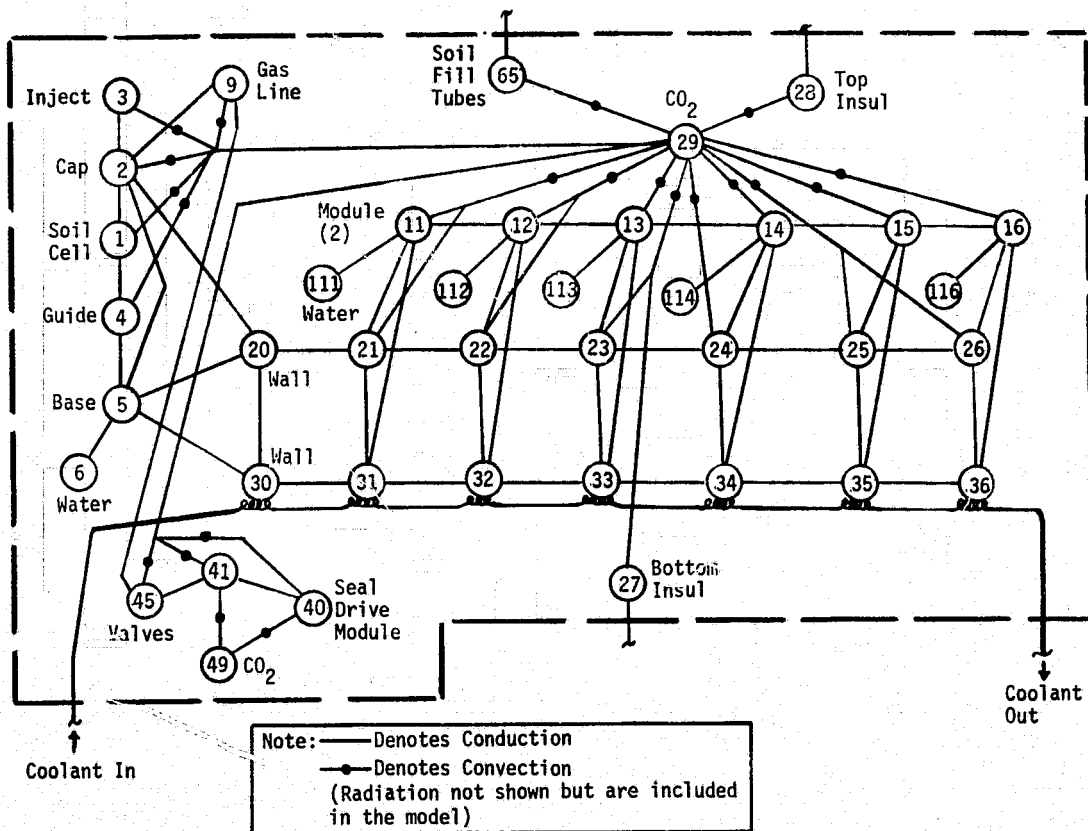 Soil
Fill
Tubes
65
28
Top
Insul
Gas
Line
9
Inject
3
CO2
29
Cap
2
Soil
Cell
1
Module
(2)
11
12
13
14
15
16
111
Water
112
113
114
116
Guide
4
20
Wall
21
22
23
24
25
26
Base
5
6
Water
Wall
30
31
32
33
34
35
36
41
45
Valves
40
Seal
Drive
Module
49
CO2
27
Bottom
Insul
Coolant In
Coolant
Out
Note: Denotes Conduction
Denotes Convection
(Radiation not shown but are included
in the model)